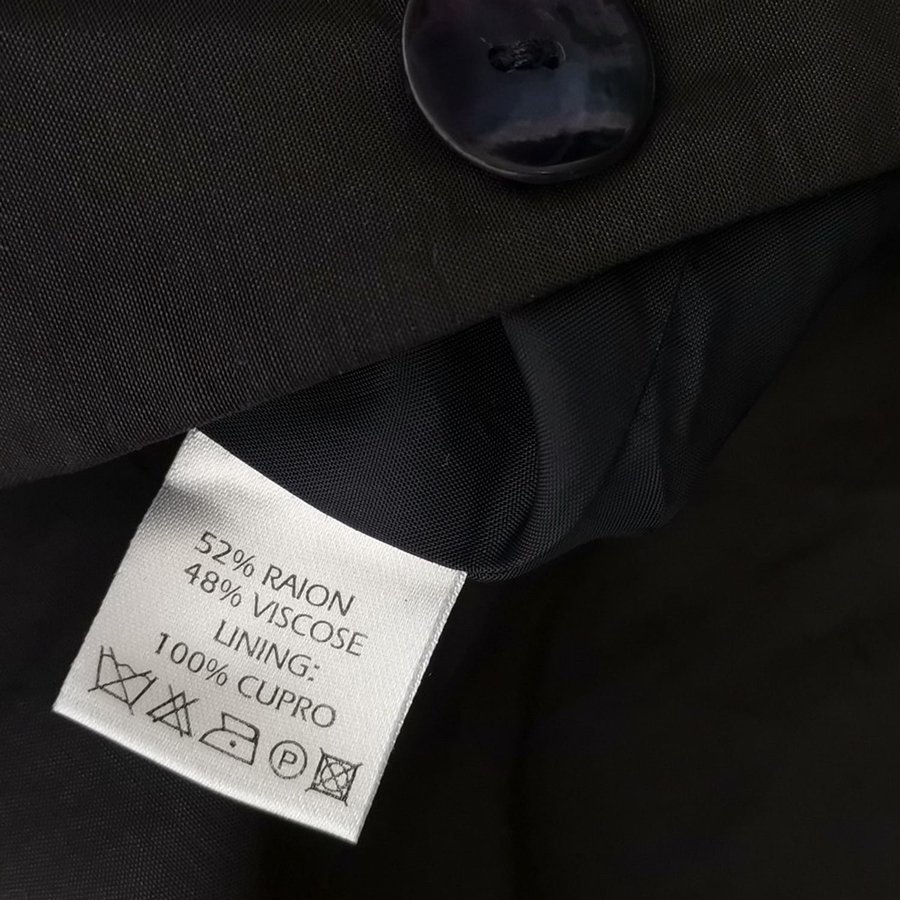 52% RAION
48% VISCOSE
LINING:
100% CUPRO
P